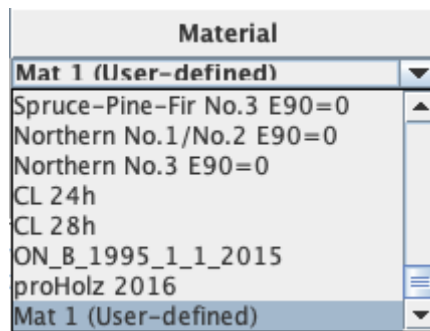 Material
Mat 1 (User-defined)
Spruce-Pine-Fir No.3 E90=0
Northern No.1/No.2 E90=0
Northern No.3 E90=0
CL 24h
CL 28h
ON_B_1995_1_1_2015
proHolz 2016
Mat 1 (User-defined)